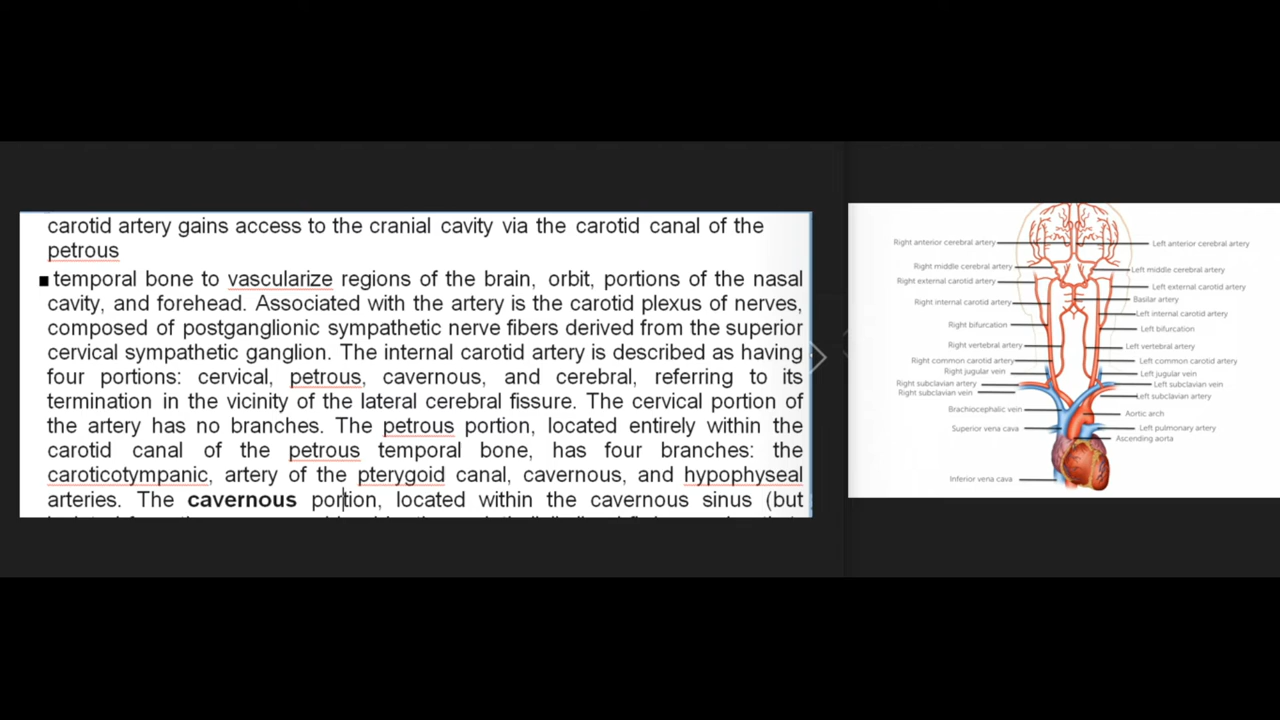 carotid artery gains access to the cranial cavity via the carotid canal of the
petrous
■ temporal bone to vascularize regions of the brain, orbit, portions of the nasal
cavity, and forehead. Associated with the artery is the carotid plexus of nerves,
composed of postganglionic sympathetic nerve fibers derived from the superior
cervical sympathetic ganglion. The internal carotid artery is described as having
four portions: cervical, petrous, cavernous, and cerebral, referring to its
termination in the vicinity of the lateral cerebral fissure. The cervical portion of
the artery has no branches. The petrous portion, located entirely within the
carotid canal of the petrous temporal bone, has four branches: the
caroticotympanic, artery of the pterygoid canal, cavernous, and hypophyseal
arteries. The cavernous portion, located within the cavernous sinus (but
Right anterior cerebral artery
Right middle cerebral artery
Right external carotid artery
Right internal carotid artery
Right bifurcation
Right vertebral artery
Right common carotid artery
Right jugular vein
Right subclavian artery
Right subclavian vein
Brachiocephalic vein
Superior vena cava
Inferior vena cava
Left anterior cerebral artery
Left middle cerebral artery
Left external carotid artery
Basilar artery
Left internal carotid artery
Left bifurcation
Left vertebral artery
Left common carotid artery
Left jugular vein
Left subclavian vein
Left subclavian artery
Aortic arch
Left pulmonary artery
Ascending aorta